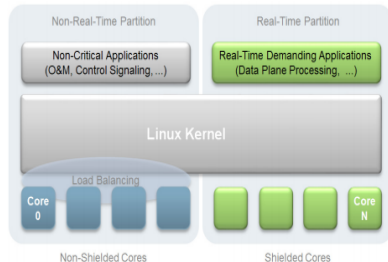 Non-Real-Time Partition
Real-Time Partition
Non-Critical Applications
(O&M, Control Signaling, ...)
Real-Time Demanding Applications
(Data Plane Processing, ...)
Linux Kernel
Load Balancing
Core
0
Core
N
Non-Shielded Cores
Shielded Cores